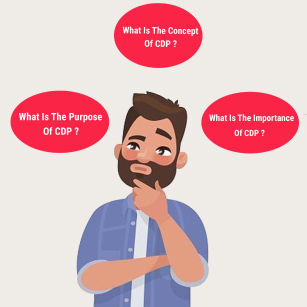 What Is The Concept
Of CDP ?
What Is The Purpose
Of CDP ?
What Is The Importance
Of CDP ?